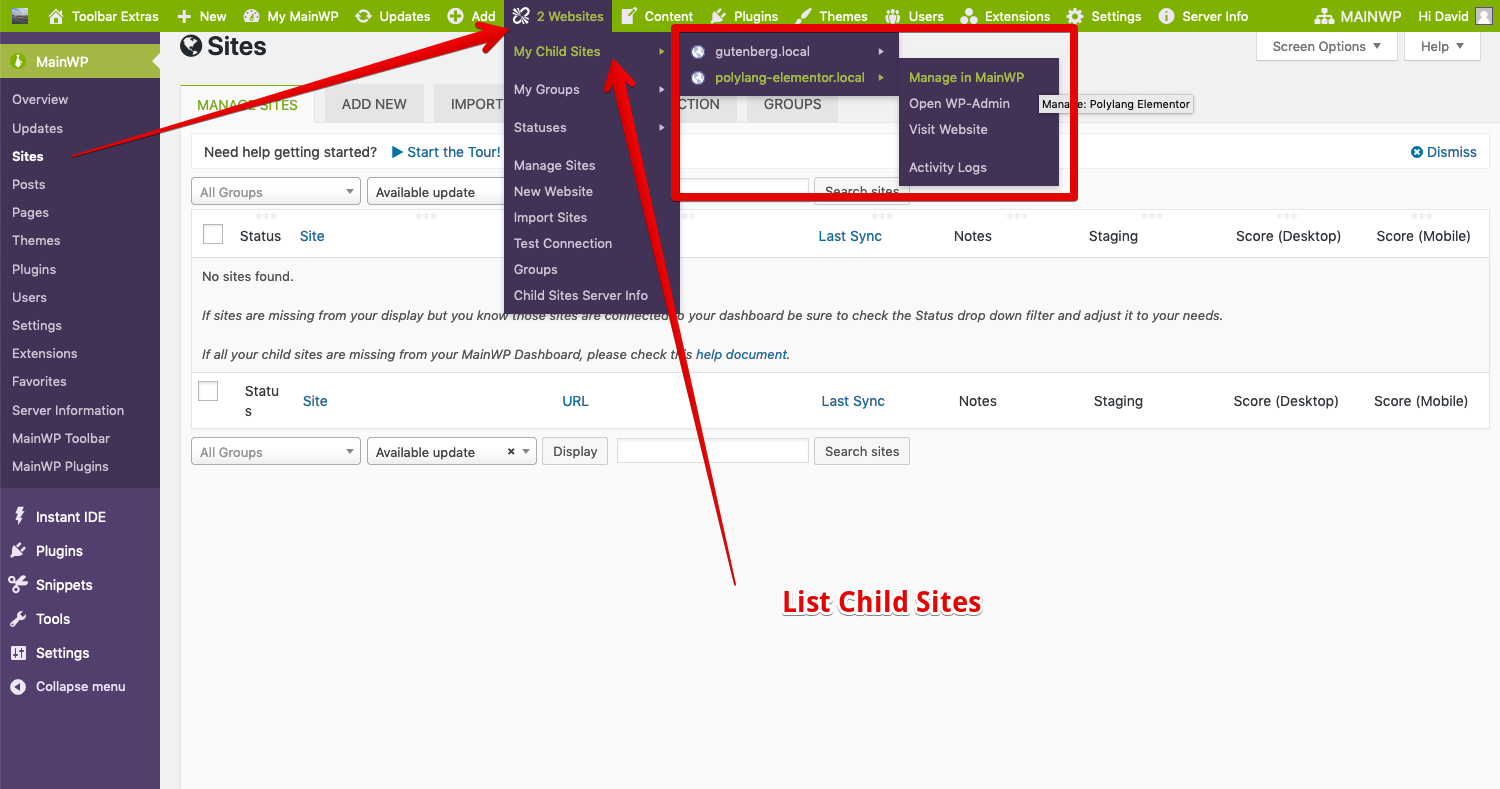 Toolbar Extras New My MainWP Updates Add 2 Websites Content Plugins Themes Users Extensions Settings Server Info MAINWP Hi David
MainWP
Overview
Updates
Sites
Posts
Pages
Themes
Plugins
Users
Settings
Extensions
Favorites
Server Information
MainWP Toolbar
MainWP Plugins
Instant IDE
Plugins
Snippets
Tools
Settings
Collapse menu
Sites
Screen Options Help
MANAGE SITES ADD NEW IMPORT CTION GROUPS
My Child Sites
My Groups
Statuses
Manage Sites
New Website
Import Sites
Test Connection
Groups
Child Sites Server Info
gutenberg.local
polylang-elementor.local
Manage in MainWP
Open WP-Admin
Visit Website
Activity Logs
Manage: Polylang Elementor
Need help getting started? Start the Tour! Dismiss
All Groups Available update Search sites
Status Site Last Sync Notes Staging Score (Desktop) Score (Mobile)
No sites found.
If sites are missing from your display but you know those sites are connected to your dashboard be sure to check the Status drop down filter and adjust it to your needs.
If all your child sites are missing from your MainWP Dashboard, please check this help document.
Statu
s
Site URL Last Sync Notes Staging Score (Desktop) Score (Mobile)
All Groups Available update × Display Search sites
List Child Sites